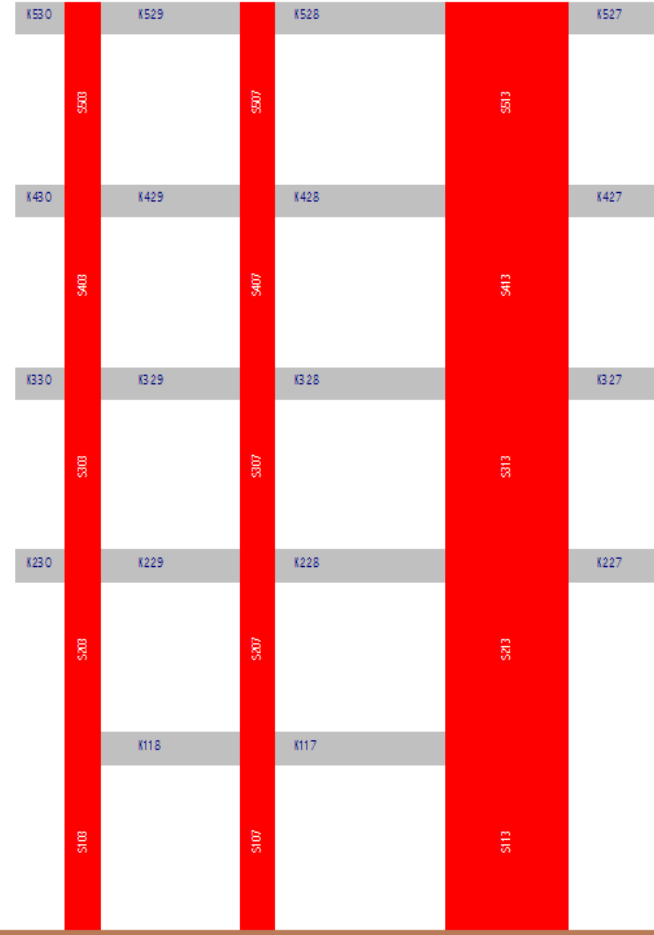 K530 K529 K528 K527
S503 S507 S513
K430 K429 K428 K427
S403 S407 S413
K330 K329 K328 K327
S303 S307 S313
K230 K229 K228 K227
S203 S207 S213
K118 K117
S103 S107 S113